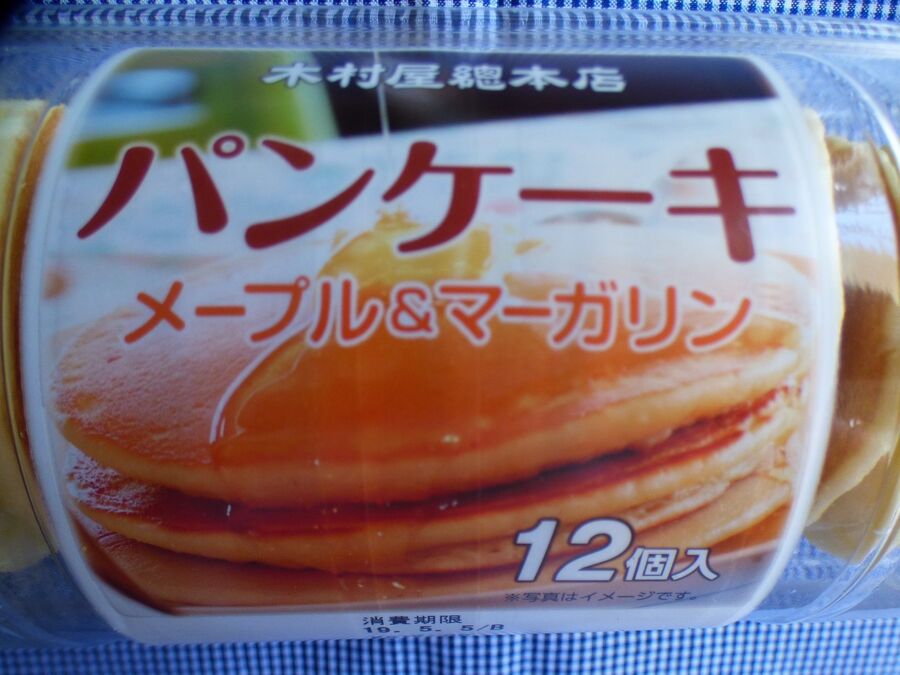 木村屋總本店
パンケーキ
メープル&マーガリン
12個入
※写真はイメージです。
消費期限
19. 5. 5/B